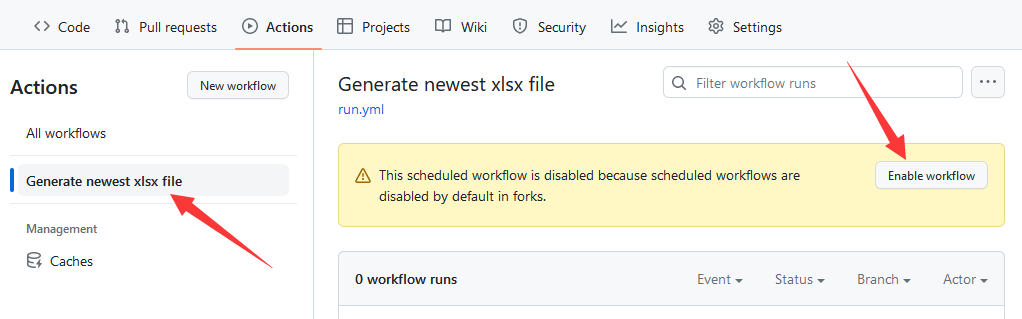 Code Pull requests Actions Projects Wiki Security Insights Settings
Actions New workflow
All workflows
Generate newest xlsx file
Management
Caches
Generate newest xlsx file Filter workflow runs
run.yml
This scheduled workflow is disabled because scheduled workflows are
disabled by default in forks.
Enable workflow
0 workflow runs Event Status Branch Actor